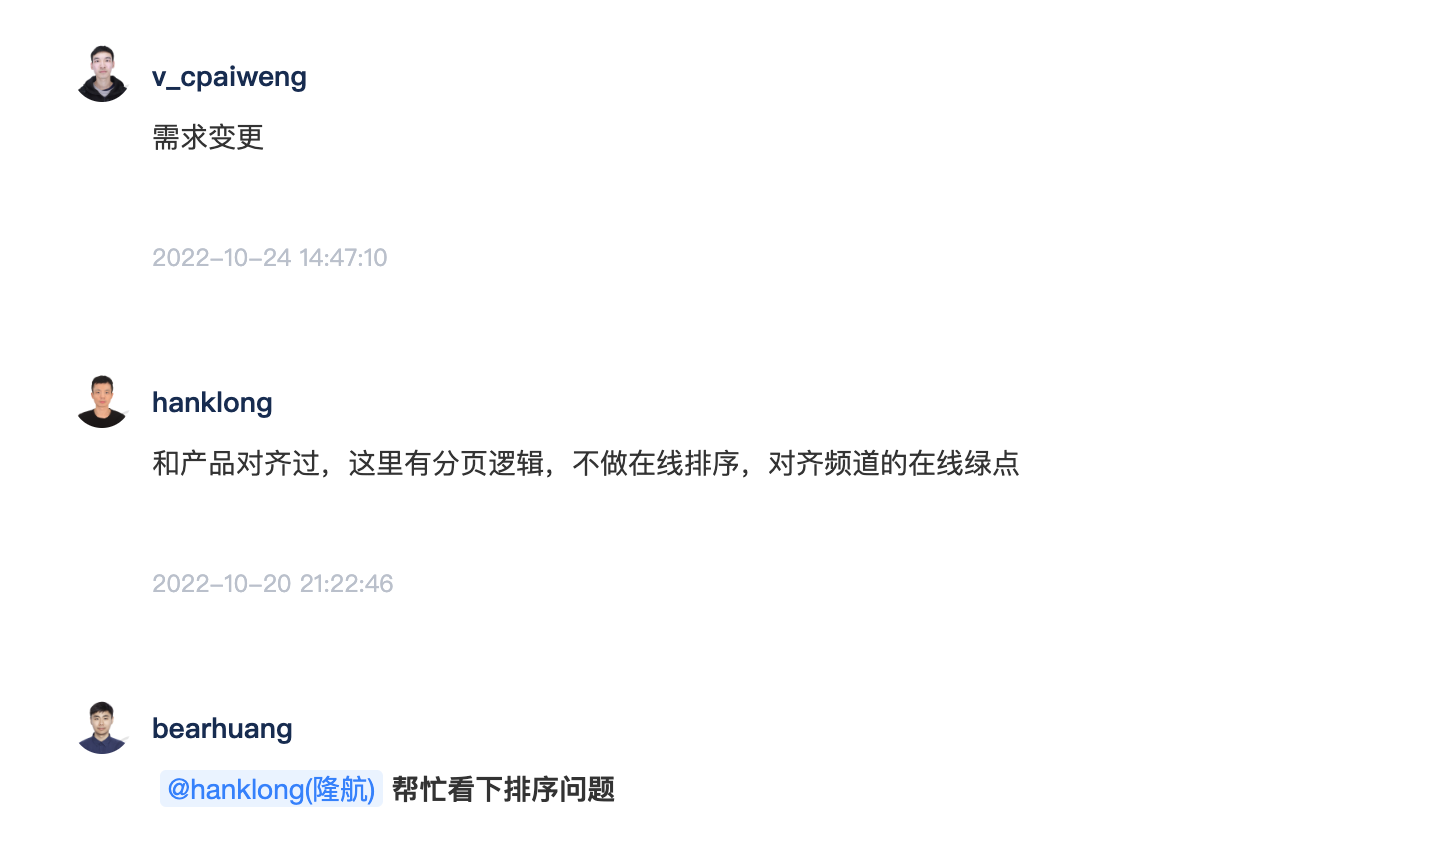 v_cpaiweng
需求变更
2022-10-24 14:47:10
hanklong
和产品对齐过，这里有分页逻辑，不做在线排序，对齐频道的在线绿点
2022-10-20 21:22:46
bearhuang
@hanklong(隆航) 帮忙看下排序问题